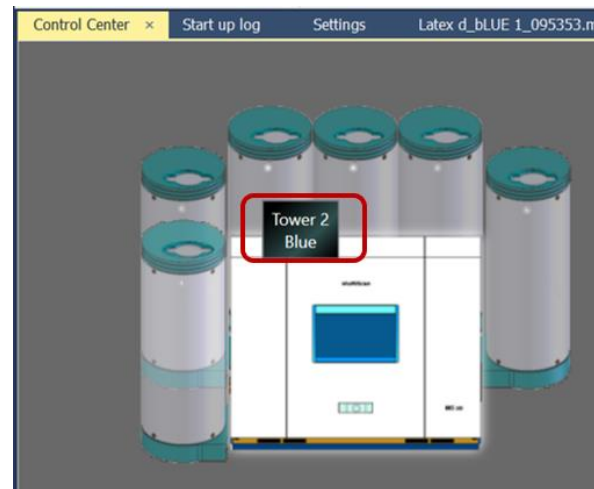 Control Center ×
Start up log
Settings
Latex d_bLUE 1_095353.m
Tower 2
Blue